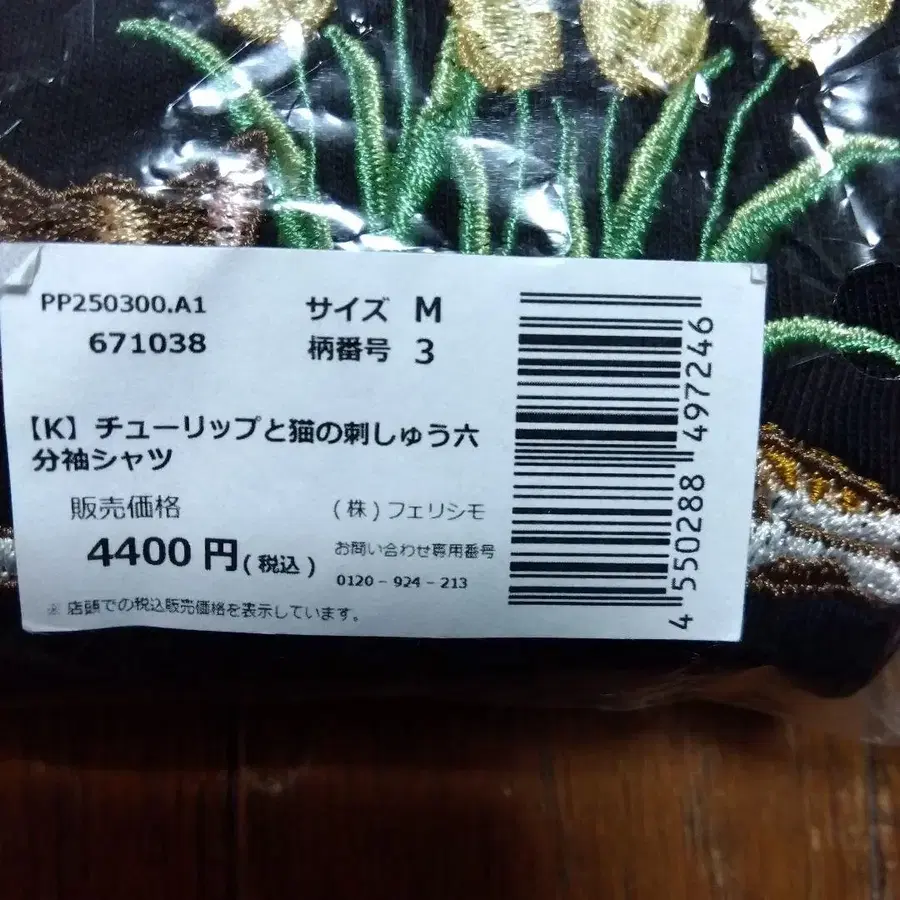 PP250300.A1
671038
サイズ M
柄番号 3
【K】チューリップと猫の刺しゅう六
分袖シャツ
販売価格
4400円(税込)
(株)フェリシモ
お問い合わせ専用番号
0120-924-213
※店頭での税込販売価格を表示しています。
4 550288 497246